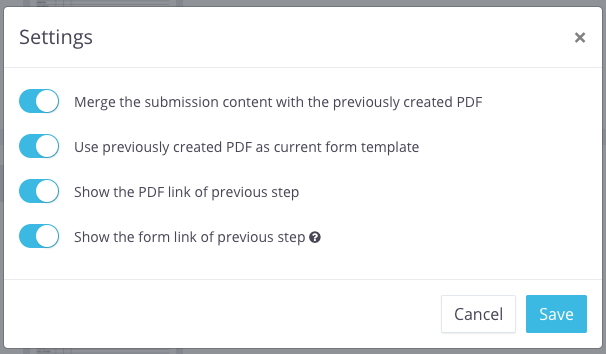 Settings
×
Merge the submission content with the previously created PDF
Use previously created PDF as current form template
Show the PDF link of previous step
Show the form link of previous step ?
Cancel
Save